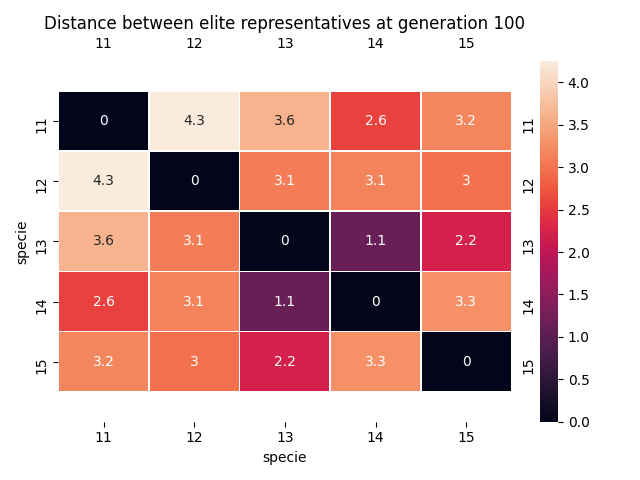 Distance between elite representatives at generation 100
11 12 13 14 15
11 0 4.3 3.6 2.6 3.2 11
12 4.3 0 3.1 3.1 3 12
specie
13 3.6 3.1 0 1.1 2.2 13
14 2.6 3.1 1.1 0 3.3 14
15 3.2 3 2.2 3.3 0 15
11 12 13 14 15
specie
4.0
3.5
3.0
2.5
2.0
1.5
1.0
0.5
0.0